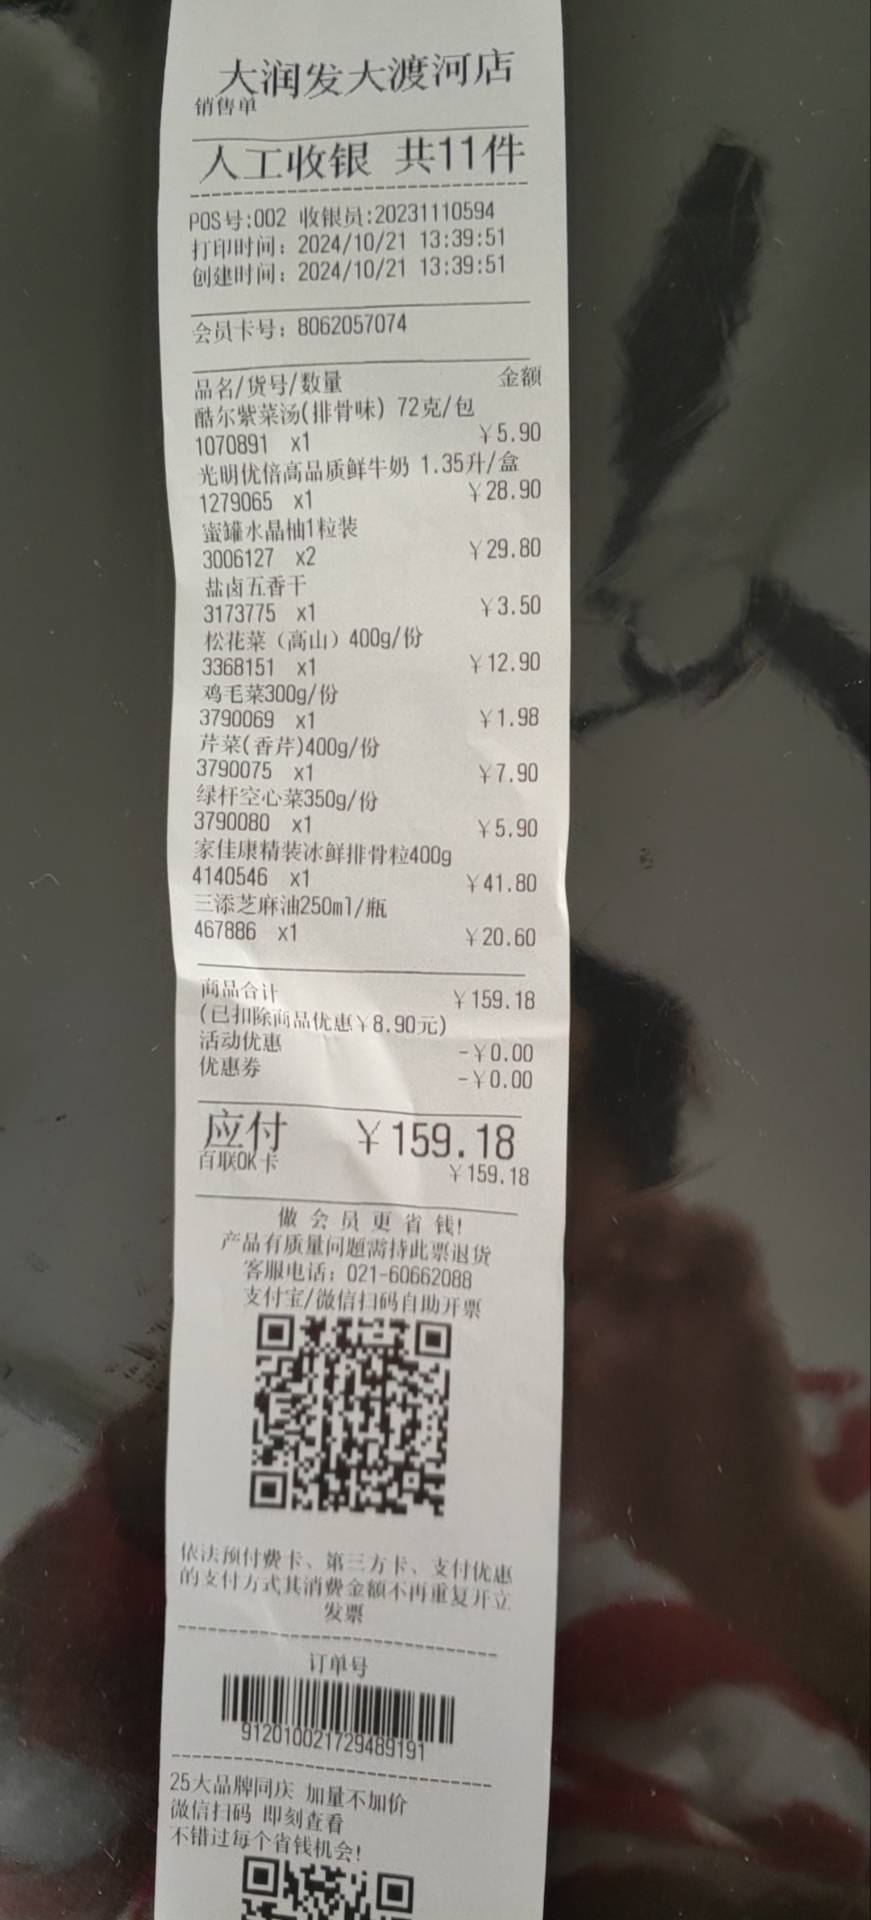 大润发大渡河店
销售单
人工收银 共11件
POS号:002 收银员:20231110594
打印时间：2024/10/21 13:39:51
创建时间：2024/10/21 13:39:51
会员卡号：8062057074
品名/货号/数量 金额
酷尔紫菜汤(排骨味) 72克/包
1070891 x1 ￥5.90
光明优倍高品质鲜牛奶 1.35升/盒
1279065 x1 ￥28.90
蜜罐水晶柚1粒装
3006127 x2 ￥29.80
盐卤五香干
3173775 x1 ￥3.50
松花菜（高山）400g/份
3368151 x1 ￥12.90
鸡毛菜300g/份
3790069 x1 ￥1.98
芹菜(香芹)400g/份
3790075 x1 ￥7.90
绿杆空心菜350g/份
3790080 x1 ￥5.90
家佳康精装冰鲜排骨粒400g
4140546 x1 ￥41.80
三添芝麻油250ml/瓶
467886 x1 ￥20.60
商品合计 ￥159.18
(已扣除商品优惠￥8.90元)
活动优惠 -￥0.00
优惠券 -￥0.00
应付 ￥159.18
百联OK卡 ￥159.18
做会员更省钱!
产品有质量问题需持此票退货
客服电话：021-60662088
支付宝/微信扫码自助开票
依法预付费卡、第三方卡、支付优惠
的支付方式其消费金额不再重复开立
发票
订单号
912010021729489191
25大品牌同庆 加量不加价
微信扫码 即刻查看
不错过每个省钱机会!